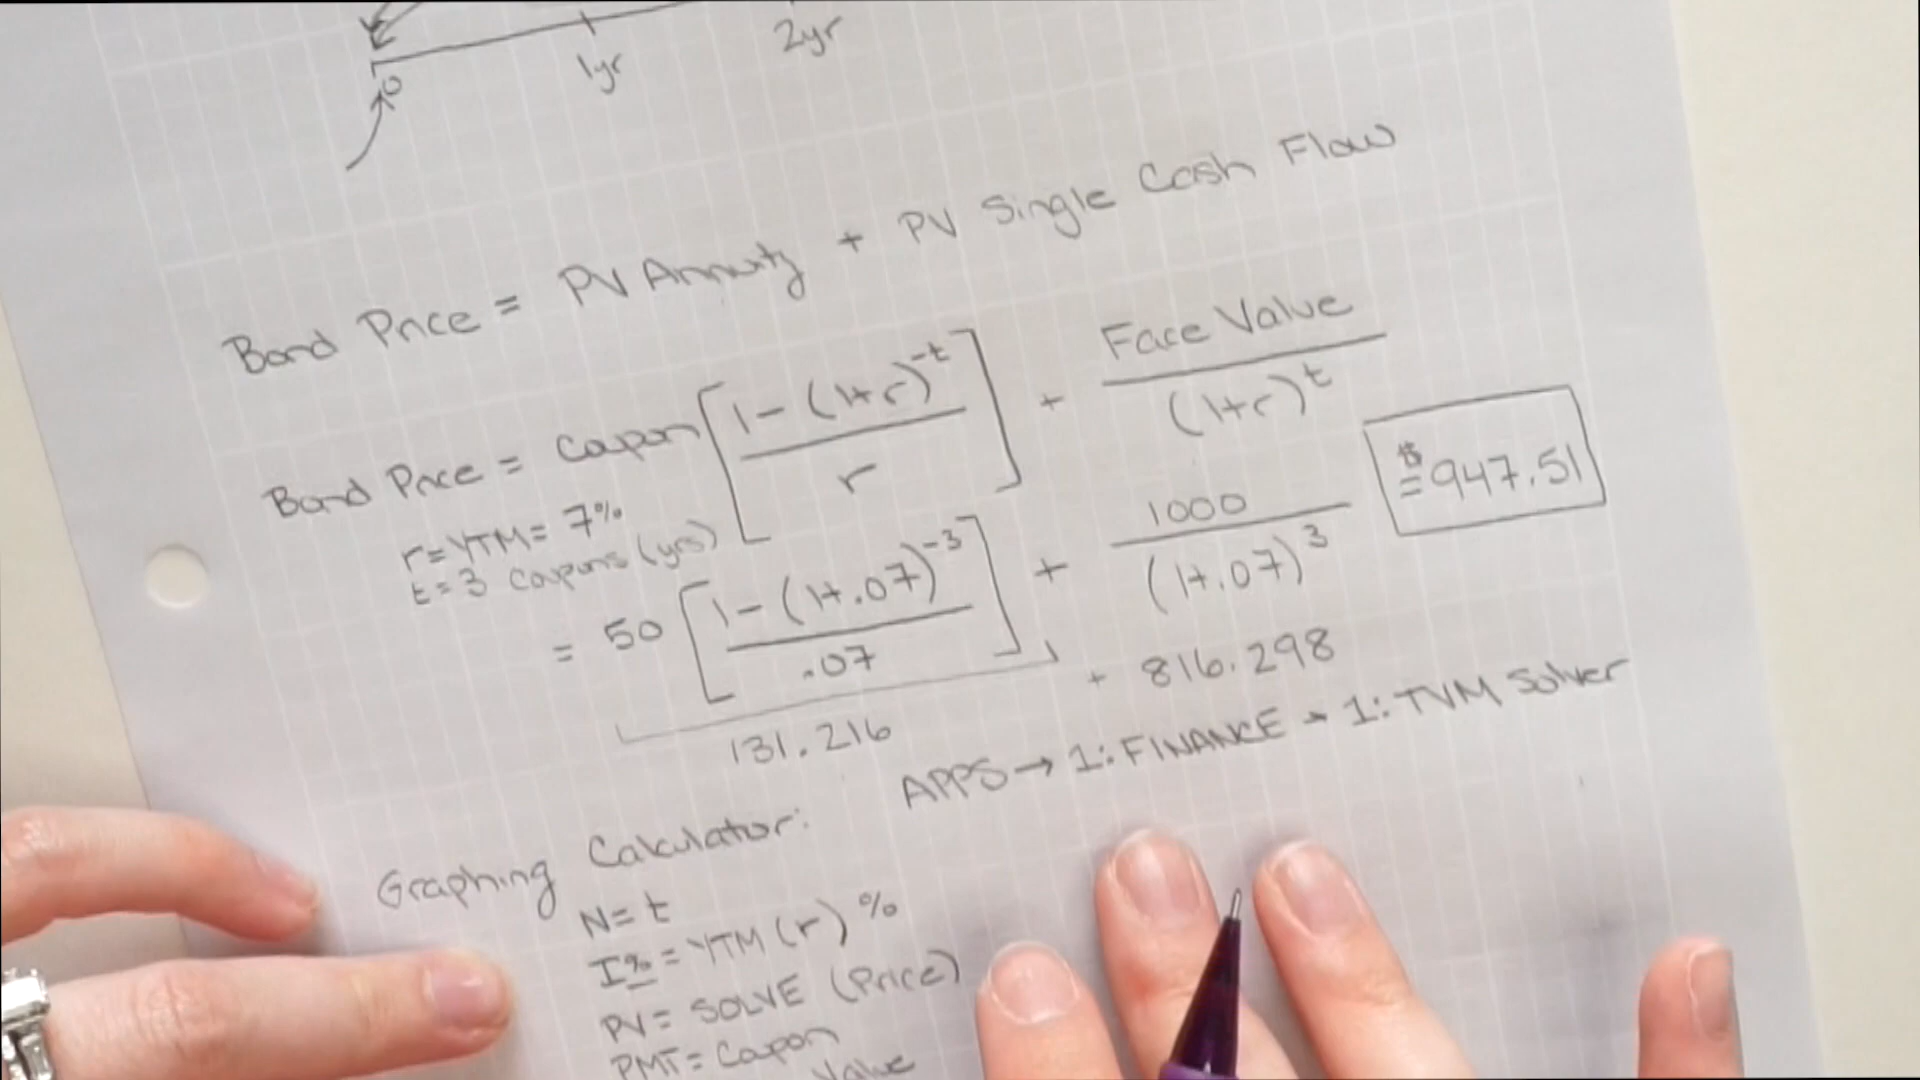 0 1yr 2yr
Bond Price = PV Annuity + PV Single Cash Flow
Bond Price = Coupon [ 1-(1+r)^-t / r ] + Face Value / (1+r)^t
r=YTM= 7%
t=3 Coupons (yrs)
= 50 [ 1-(1+.07)^-3 / .07 ] + 1000 / (1+.07)^3 = $947.51
131.216 + 816.298
Graphing Calculator: APPS → 1: FINANCE → 1: TVM Solver
N= t
I% = YTM (r) %
PV= SOLVE (Price)
PMT= Coupon
Value